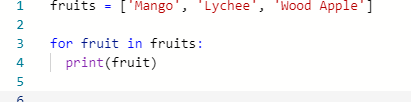 1 fruits = ['Mango', 'Lychee', 'Wood Apple']
2
3 for fruit in fruits:
4   print(fruit)
5
6